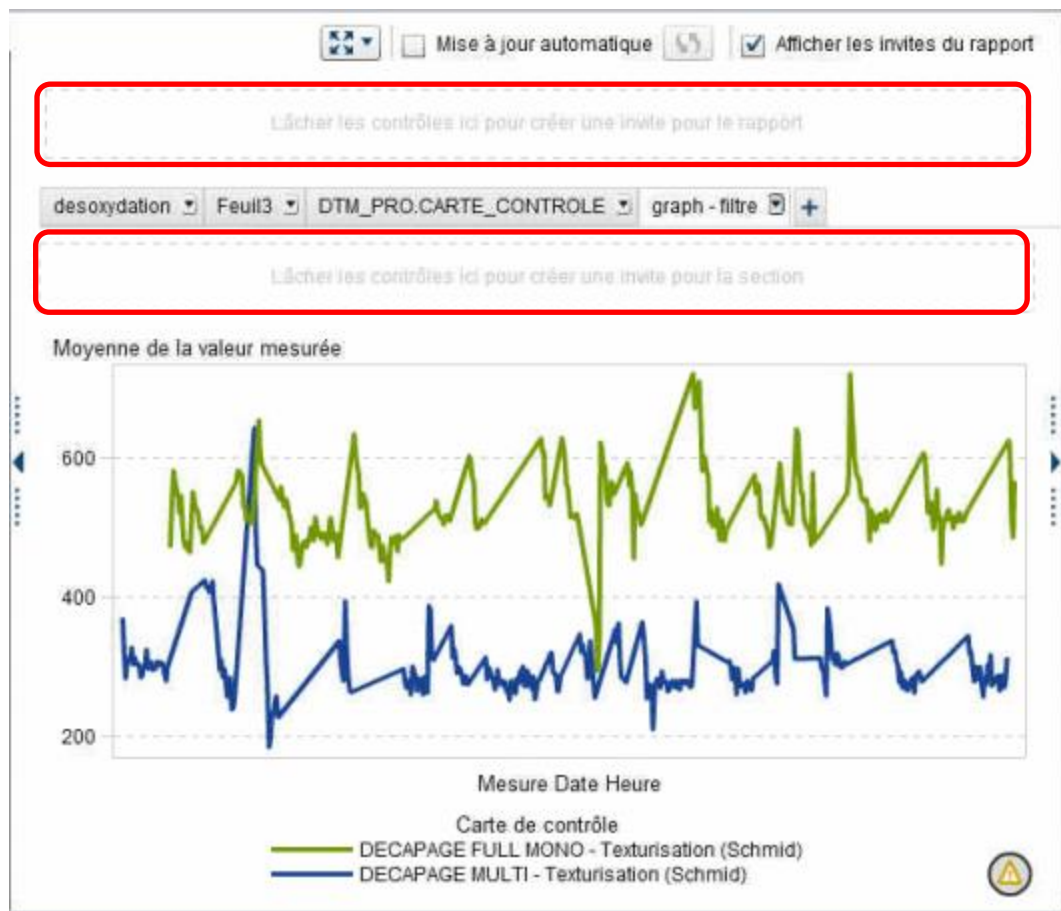 Mise à jour automatique Afficher les invites du rapport
Lâcher les contrôles ici pour créer une invite pour le rapport
desoxydation Feuil3 DTM_PRO.CARTE_CONTROLE graph - filtre +
Lâcher les contrôles ici pour créer une invite pour la section
Moyenne de la valeur mesurée
600
400
200
Mesure Date Heure
Carte de contrôle
DECAPAGE FULL MONO - Texturisation (Schmid)
DECAPAGE MULTI - Texturisation (Schmid)